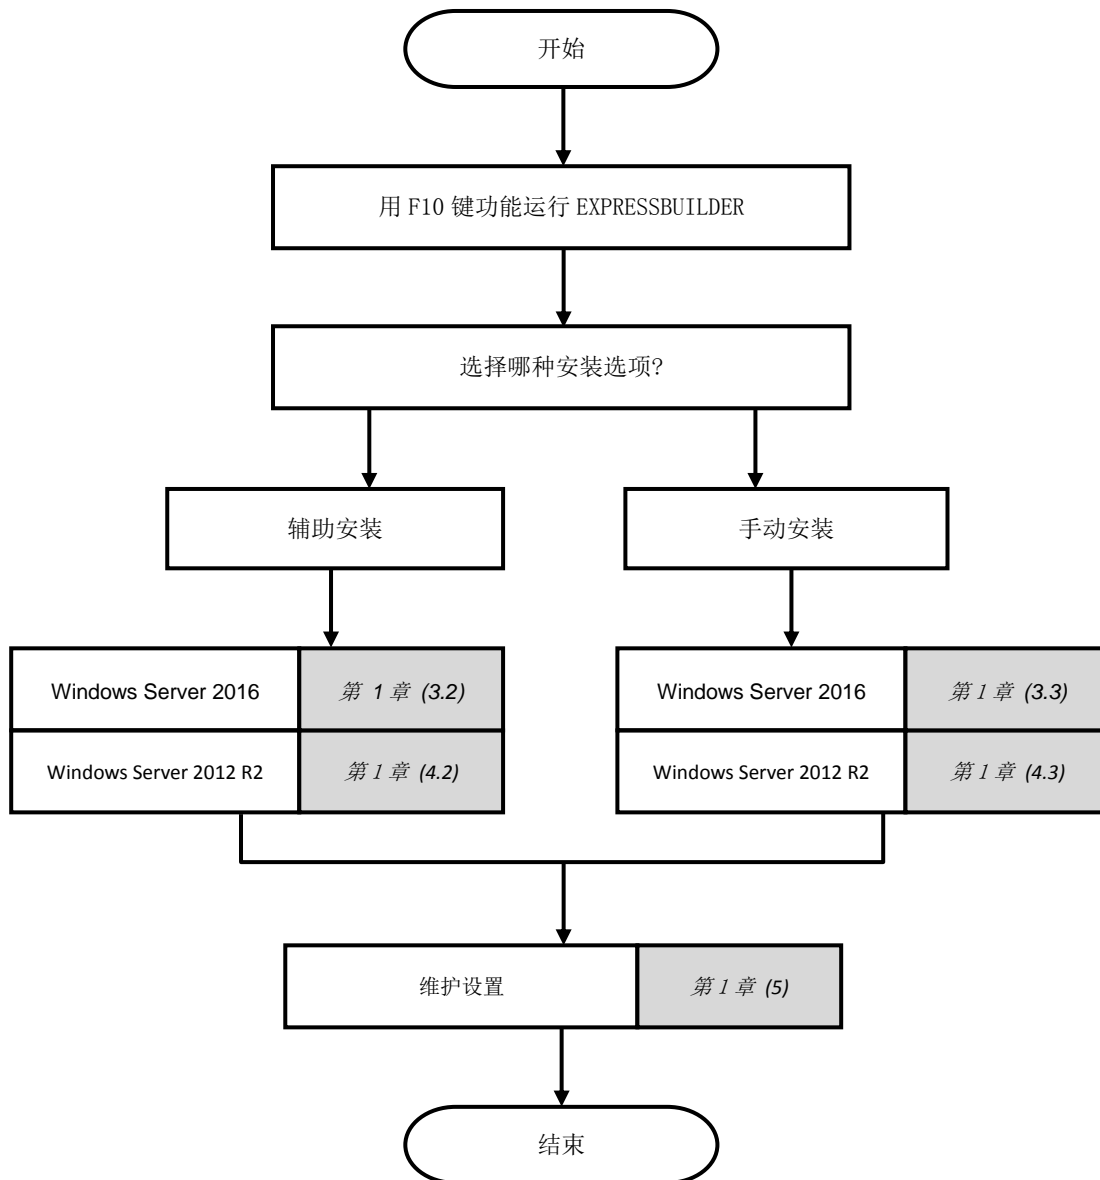 开始
用 F10 键功能运行 EXPRESSBUILDER
选择哪种安装选项?
辅助安装
手动安装
Windows Server 2016
第 1 章 (3.2)
Windows Server 2012 R2
第 1 章 (4.2)
Windows Server 2016
第 1 章 (3.3)
Windows Server 2012 R2
第 1 章 (4.3)
维护设置
第 1 章 (5)
结束